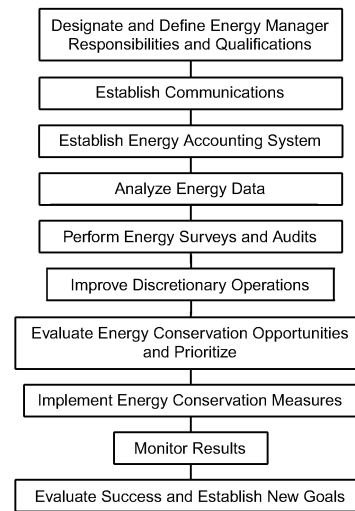 Designate and Define Energy Manager
Responsibilities and Qualifications
Establish Communications
Establish Energy Accounting System
Analyze Energy Data
Perform Energy Surveys and Audits
Improve Discretionary Operations
Evaluate Energy Conservation Opportunities
and Prioritize
Implement Energy Conservation Measures
Monitor Results
Evaluate Success and Establish New Goals